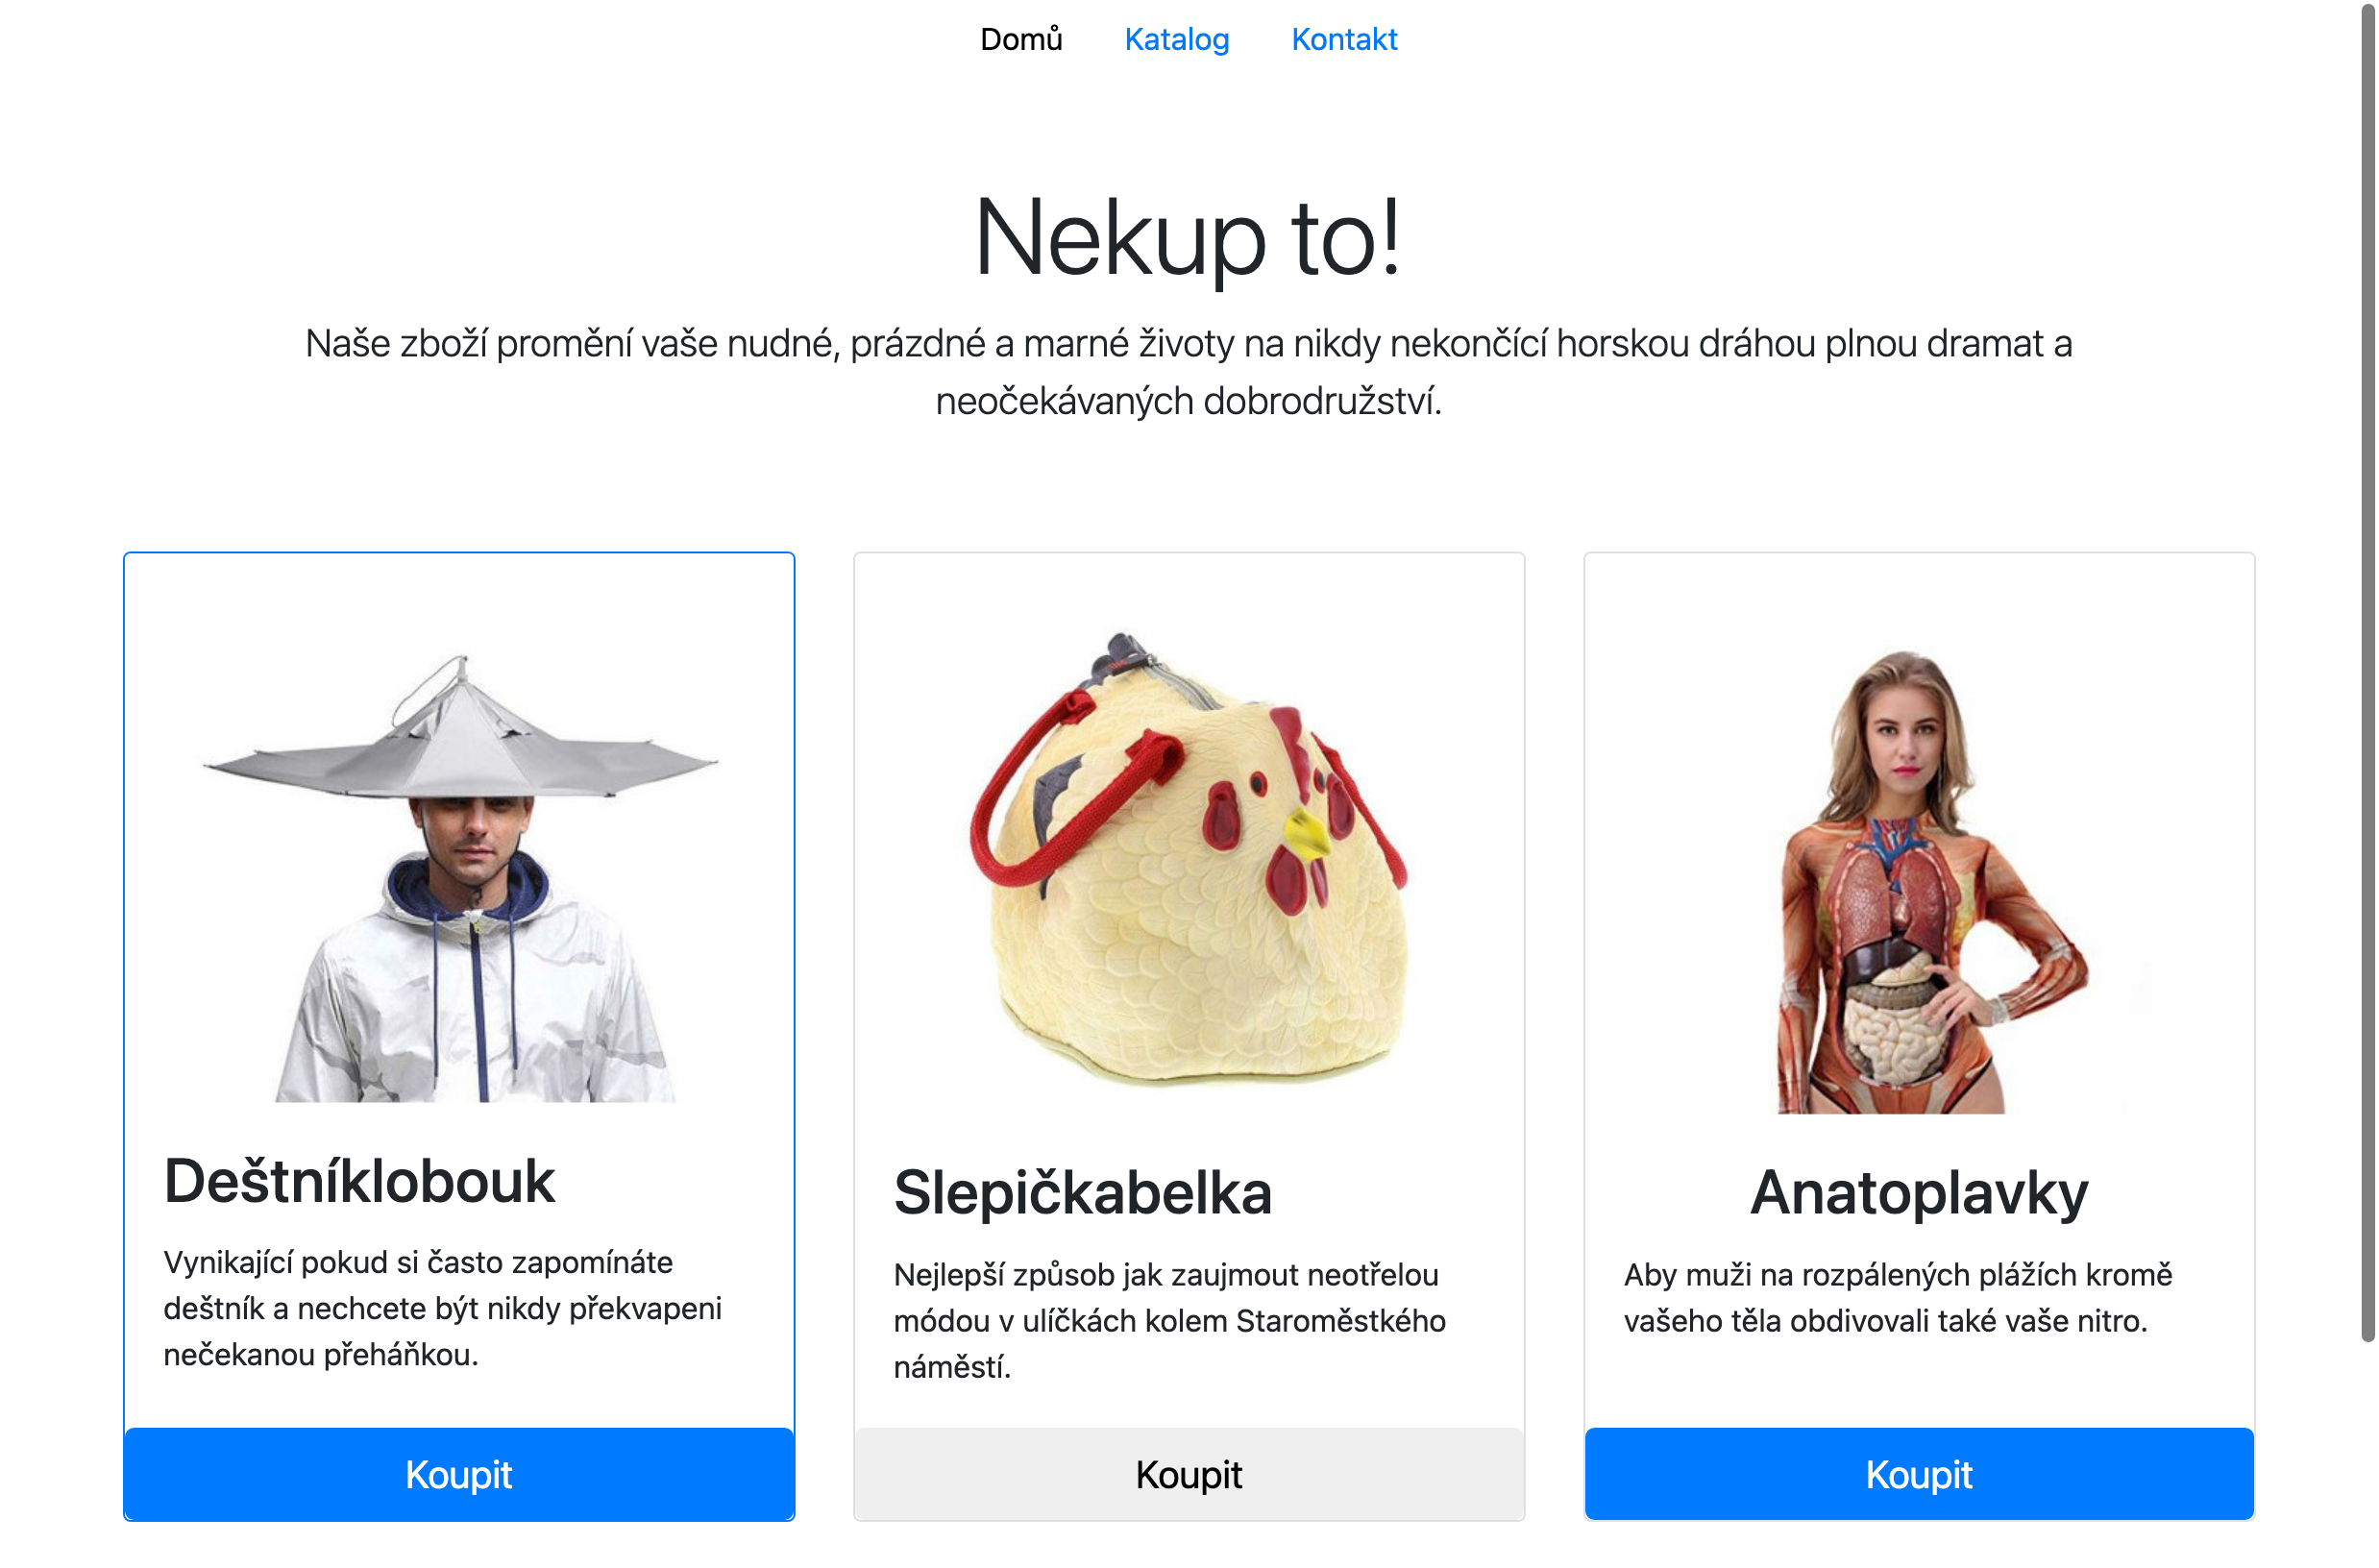 Domů Katalog Kontakt
Nekup to!
Naše zboží promění vaše nudné, prázdné a marné životy na nikdy nekončící horskou dráhou plnou dramat a
neočekávaných dobrodružství.
Deštníklobouk
Vynikající pokud si často zapomínáte
deštník a nechcete být nikdy překvapeni
nečekanou přeháňkou.
Koupit
Slepičkabelka
Nejlepší způsob jak zaujmout neotřelou
módou v ulíčkách kolem Staroměstkého
náměstí.
Koupit
Anatoplavky
Aby muži na rozpálených plážích kromě
vašeho těla obdivovali také vaše nitro.
Koupit